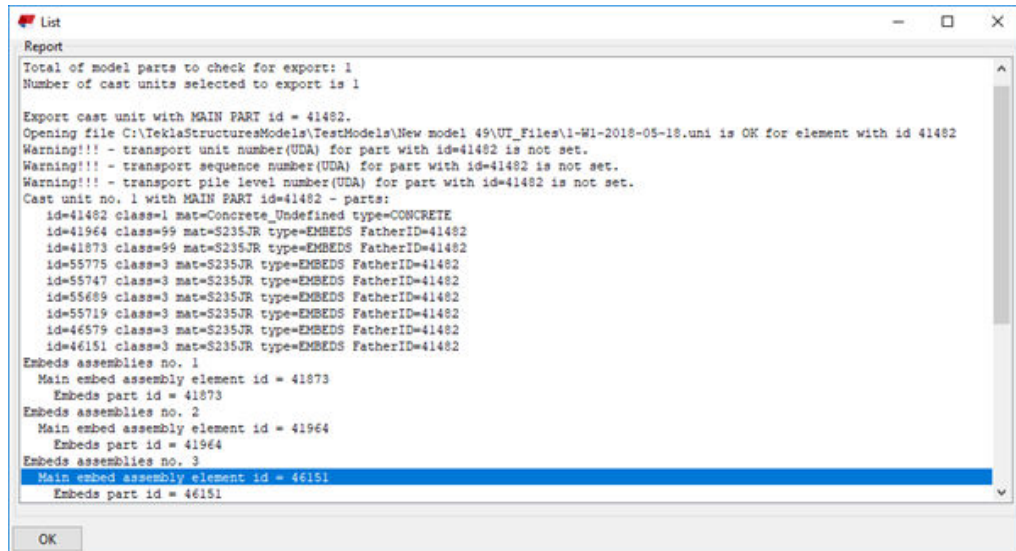 List
Report
Total of model parts to check for export: 1
Number of cast units selected to export is 1
Export cast unit with MAIN PART id = 41482.
Opening file C:\TeklaStructuresModels\TestModels\New model 49\UT_Files\1-W1-2018-05-18.uni is OK for element with id 41482
Warning!!! - transport unit number(UDA) for part with id=41482 is not set.
Warning!!! - transport sequence number(UDA) for part with id=41482 is not set.
Warning!!! - transport pile level number(UDA) for part with id=41482 is not set.
Cast unit no. 1 with MAIN PART id=41482 - parts:
id=41482 class=1 mat=Concrete_Undefined type=CONCRETE
id=41964 class=99 mat=S235JR type=EMBEDS FatherID=41482
id=41873 class=99 mat=S235JR type=EMBEDS FatherID=41482
id=55775 class=3 mat=S235JR type=EMBEDS FatherID=41482
id=55747 class=3 mat=S235JR type=EMBEDS FatherID=41482
id=55689 class=3 mat=S235JR type=EMBEDS FatherID=41482
id=55719 class=3 mat=S235JR type=EMBEDS FatherID=41482
id=46579 class=3 mat=S235JR type=EMBEDS FatherID=41482
id=46151 class=3 mat=S235JR type=EMBEDS FatherID=41482
Embeds assemblies no. 1
Main embed assembly element id = 41873
Embeds part id = 41873
Embeds assemblies no. 2
Main embed assembly element id = 41964
Embeds part id = 41964
Embeds assemblies no. 3
Main embed assembly element id = 46151
Embeds part id = 46151
OK